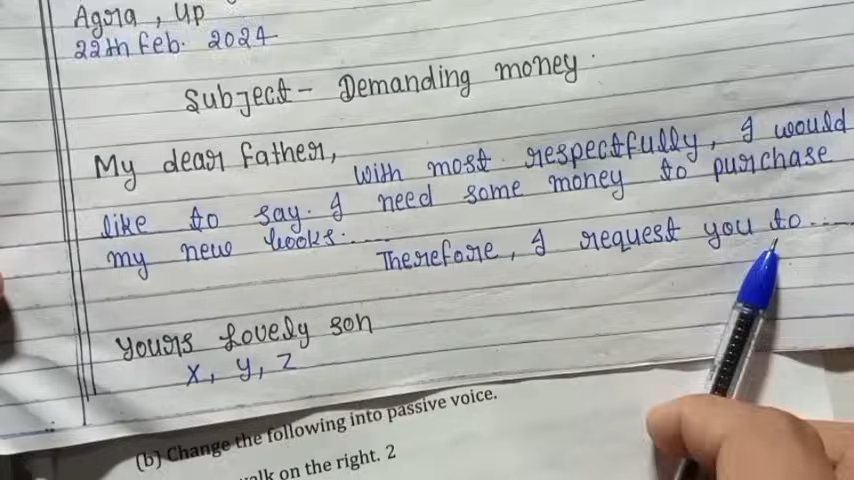 Agra, UP
22th Feb. 2024
Subject- Demanding money.
My dear Father,
With most respectfully, I would
like to say. I need some money to purchase
my new books......
Therefore, I request you to......
Yours Lovely son
X, Y, Z
(b) Change the following into passive voice.
on the right. 2